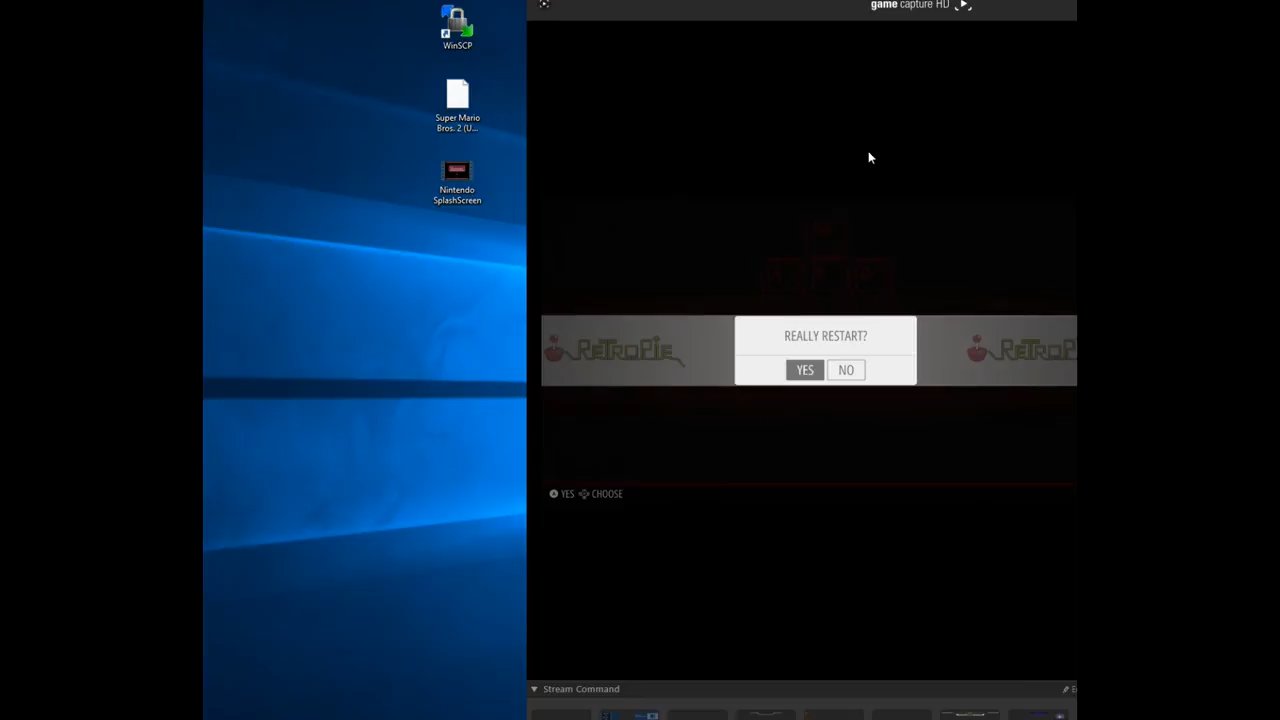 game capture HD
WinSCP
Super Mario
Bros. 2 (U...
Nintendo
SplashScreen
REALLY RESTART?
RETROPIE
RETROP
YES NO
YES CHOOSE
Stream Command